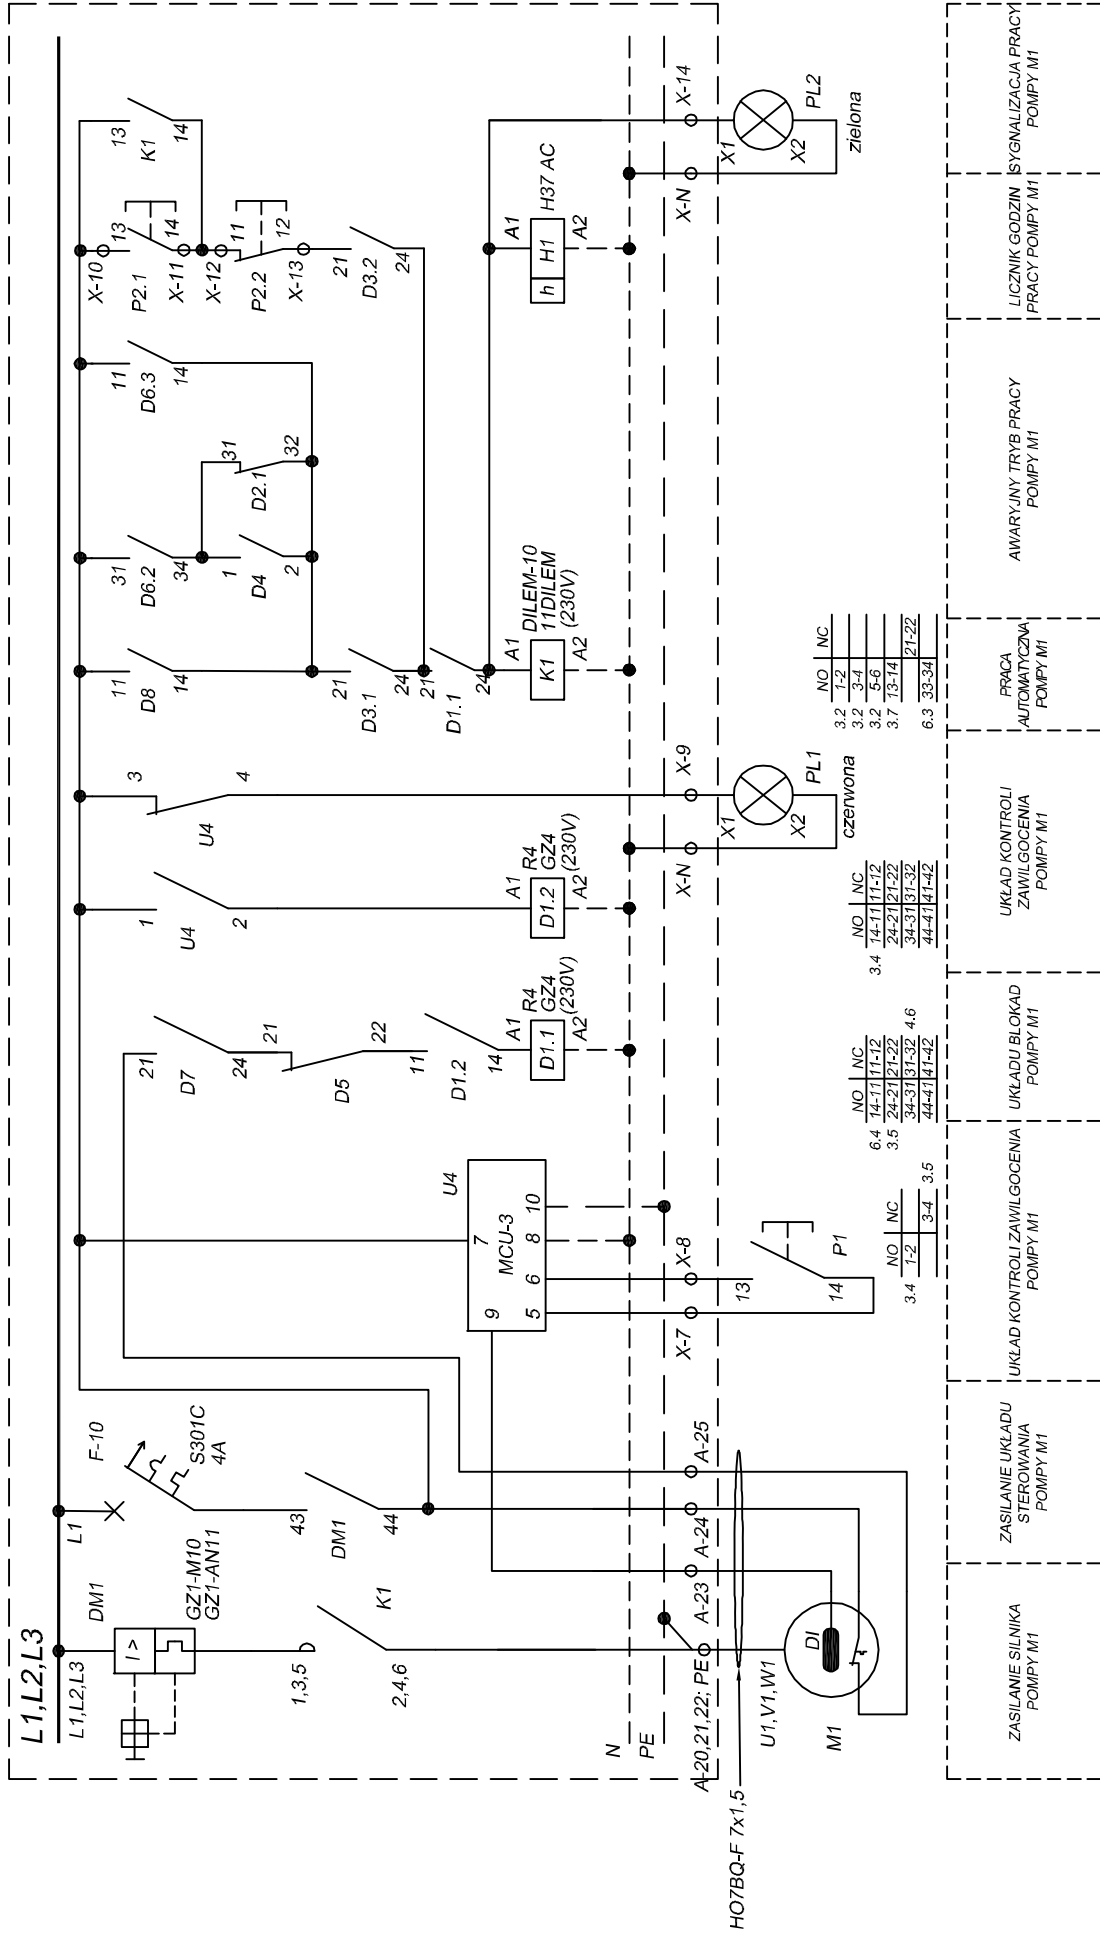 L1,L2,L3
L1,L2,L3
DM1
GZ1-M10
GZ1-AN11
I >
1,3,5
K1
2,4,6
N
PE
A-20,21,22; PE
HO7BQ-F 7x1,5
U1,V1,W1
M1
DI
L1
F-10
S301C
4A
43
DM1
44
A-23
A-24
A-25
U4
MCU-3
7
9
5
6
8
10
X-7
X-8
13
P1
14
NO
NC
3.4
1-2
3-4
3.5
21
D7
24
21
D5
22
11
D1.2
14
A1
R4
GZ4
(230V)
D1.1
A2
NO
NC
6.4 14-11 11-12
3.5 24-21 21-22
34-31 31-32 4.6
44-41 41-42
1
U4
2
A1
R4
GZ4
(230V)
D1.2
A2
NO
NC
3.4 14-11 11-12
24-21 21-22
34-31 31-32
44-41 41-42
3
U4
4
X-N
X-9
X1
X2
PL1
czerwona
11
D8
14
21
D3.1
24
21
D1.1
24
A1
DILEM-10
11DILEM
(230V)
K1
A2
NO
NC
3.2 1-2
3.2 3-4
3.2 5-6
3.7 13-14
21-22
6.3 33-34
31
D6.2
34
1
D4
2
31
D2.1
32
11
D6.3
14
X-10
13
P2.1
14
X-11
X-12
11
P2.2
12
X-13
21
D3.2
24
13
K1
14
A1
H37 AC
h
H1
A2
X-N
X-14
X1
X2
PL2
zielona
ZASILANIE SILNIKA
POMPY M1
ZASILANIE UKŁADU
STEROWANIA
POMPY M1
UKŁAD KONTROLI ZAWILGOCENIA
POMPY M1
UKŁADU BLOKAD
POMPY M1
UKŁAD KONTROLI
ZAWILGOCENIA
POMPY M1
PRACA
AUTOMATYCZNA
POMPY M1
AWARYJNY TRYB PRACY
POMPY M1
LICZNIK GODZIN
PRACY POMPY M1
SYGNALIZACJA PRACY
POMPY M1